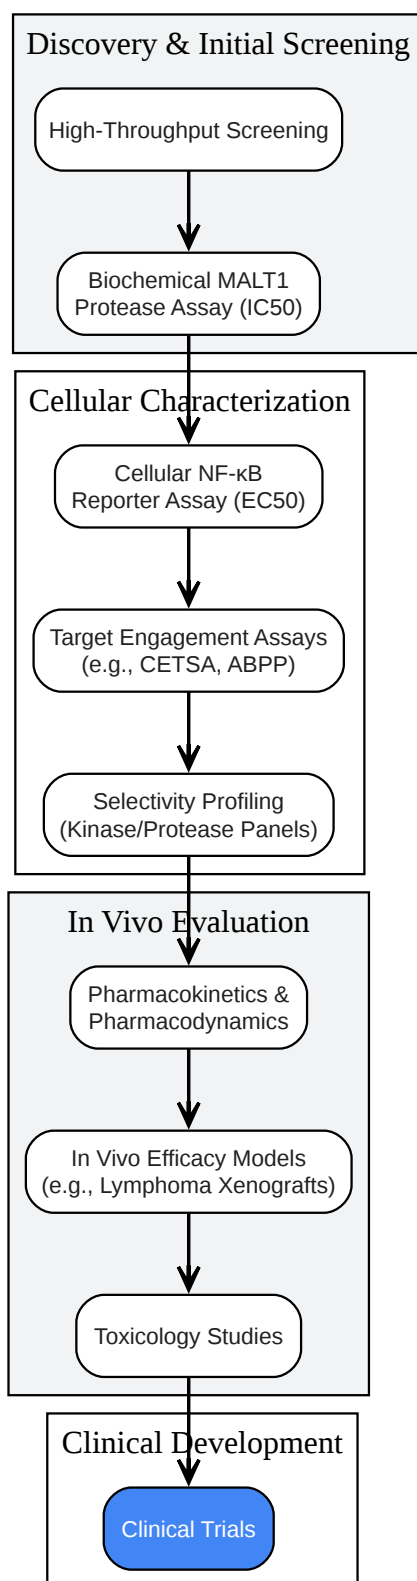 Discovery & Initial Screening
High-Throughput Screening
Biochemical MALT1
Protease Assay (IC50)
Cellular Characterization
Cellular NF-κB
Reporter Assay (EC50)
Target Engagement Assays
(e.g., CETSA, ABPP)
Selectivity Profiling
(Kinase/Protease Panels)
In Vivo Evaluation
Pharmacokinetics &
Pharmacodynamics
In Vivo Efficacy Models
(e.g., Lymphoma Xenografts)
Toxicology Studies
Clinical Development
Clinical Trials